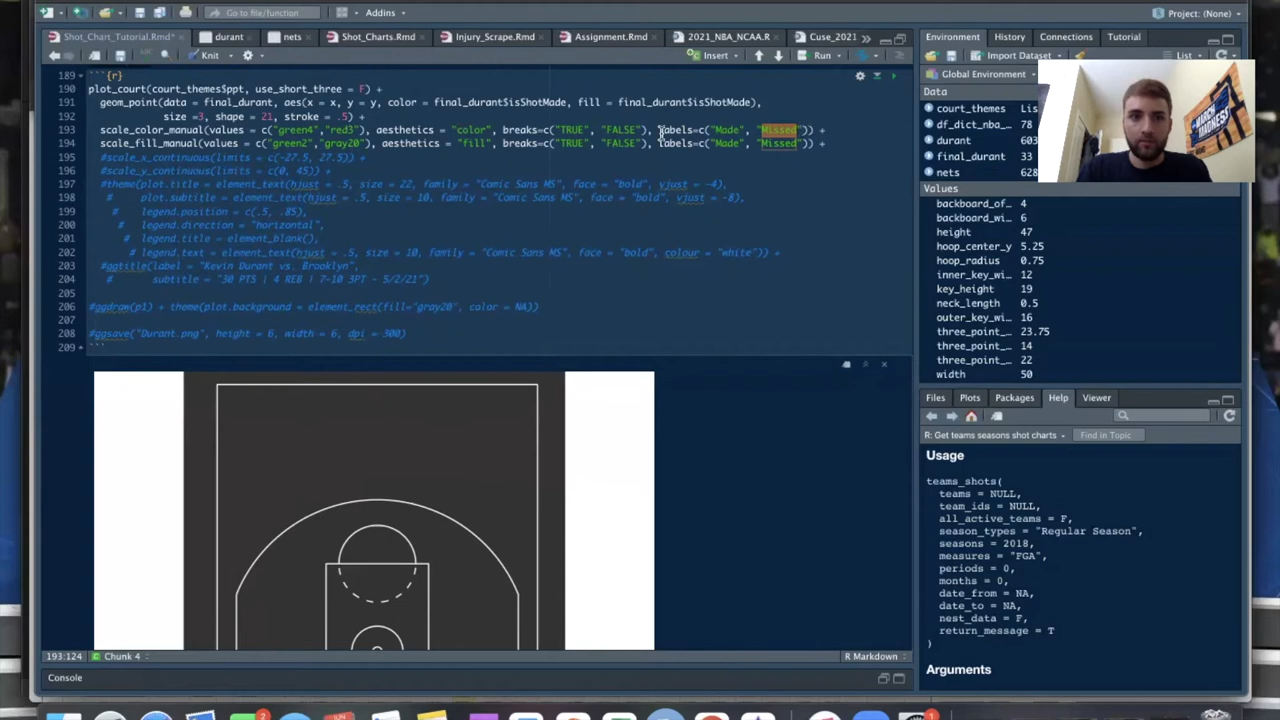 Go to file/function
Addins
Project: (None)
Shot_Chart_Tutorial.Rmd*
durant
nets
Shot_Charts.Rmd
Injury_Scrape.Rmd
Assignment.Rmd
2021_NBA_NCAA.R
Cuse_2021
Knit
Insert
Run
189 ```{r}
190 plot_court(court_themes$ppt, use_short_three = F) +
191 geom_point(data = final_durant, aes(x = x, y = y, color = final_durant$isShotMade, fill = final_durant$isShotMade),
192 size =3, shape = 21, stroke = .5) +
193 scale_color_manual(values = c("green4","red3"), aesthetics = "color", breaks=c("TRUE", "FALSE"), labels=c("Made", "Missed")) +
194 scale_fill_manual(values = c("green2","gray20"), aesthetics = "fill", breaks=c("TRUE", "FALSE"), labels=c("Made", "Missed")) +
195 #scale_x_continuous(limits = c(-27.5, 27.5)) +
196 #scale_y_continuous(limits = c(0, 45)) +
197 #theme(plot.title = element_text(hjust = .5, size = 22, family = "Comic Sans MS", face = "bold", vjust = -4),
198 # plot.subtitle = element_text(hjust = .5, size = 10, family = "Comic Sans MS", face = "bold", vjust = -8),
199 # legend.position = c(.5, .85),
200 # legend.direction = "horizontal",
201 # legend.title = element_blank(),
202 # legend.text = element_text(hjust = .5, size = 10, family = "Comic Sans MS", face = "bold", colour = "white")) +
203 #ggtitle(label = "Kevin Durant vs. Brooklyn",
204 # subtitle = "30 PTS | 4 REB | 7-10 3PT - 5/2/21")
205
206 #ggdraw(p1) + theme(plot.background = element_rect(fill="gray20", color = NA))
207
208 #ggsave("Durant.png", height = 6, width = 6, dpi = 300)
209 ```
193:124
Chunk 4
R Markdown
Console
Environment
History
Connections
Tutorial
Import Dataset
List
Global Environment
Data
court_themes Lis
df_dict_nba_…
durant 603
final_durant 33
nets 628
Values
backboard_of… 4
backboard_wi… 6
height 47
hoop_center_y 5.25
hoop_radius 0.75
inner_key_wi… 12
key_height 19
neck_length 0.5
outer_key_wi… 16
three_point_… 23.75
three_point_… 14
three_point_… 22
width 50
MARCH MADNESS
Files
Plots
Packages
Help
Viewer
R: Get teams seasons shot charts
Find in Topic
Usage
teams_shots(
teams = NULL,
team_ids = NULL,
all_active_teams = F,
season_types = "Regular Season",
seasons = 2018,
measures = "FGA",
periods = 0,
months = 0,
date_from = NA,
date_to = NA,
nest_data = F,
return_message = T
)
Arguments